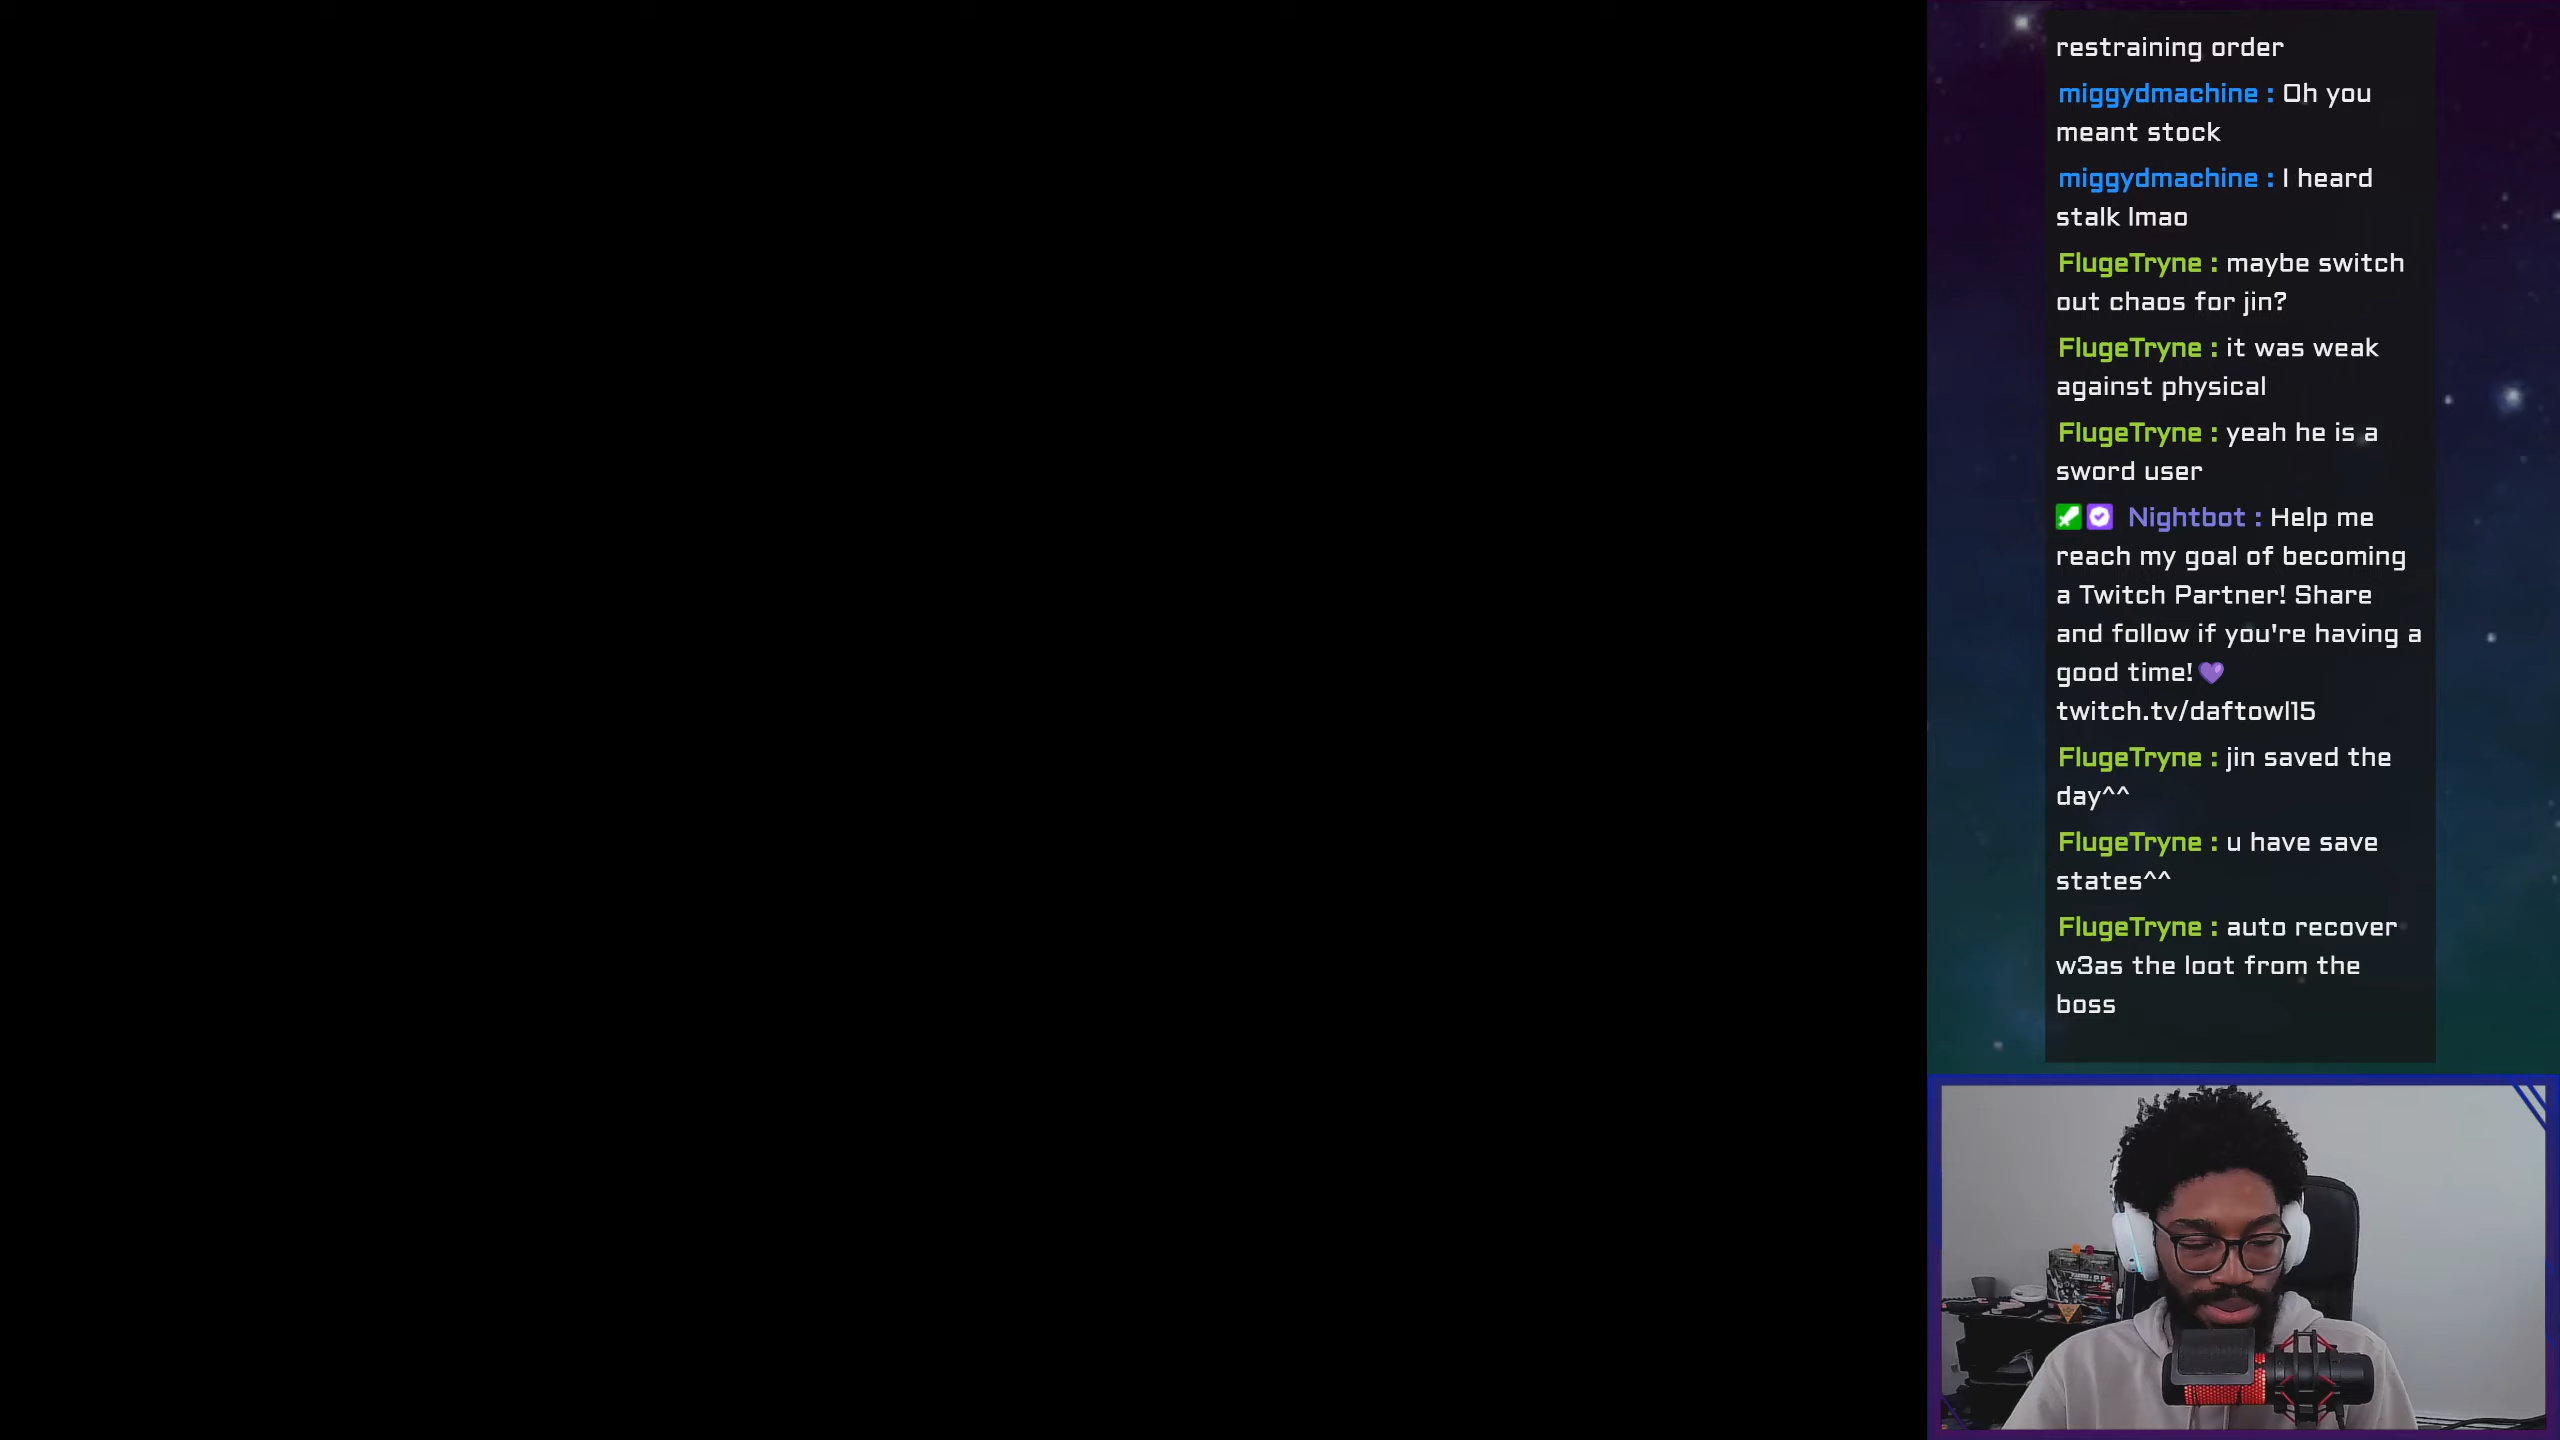 restraining order
miggydmachine : Oh you
meant stock
miggydmachine : I heard
stalk lmao
FlugeTryne : maybe switch
out chaos for jin?
FlugeTryne : it was weak
against physical
FlugeTryne : yeah he is a
sword user
Nightbot : Help me
reach my goal of becoming
a Twitch Partner! Share
and follow if you're having a
good time!💜
twitch.tv/daftowl15
FlugeTryne : jin saved the
day^^
FlugeTryne : u have save
states^^
FlugeTryne : auto recover
w3as the loot from the
boss